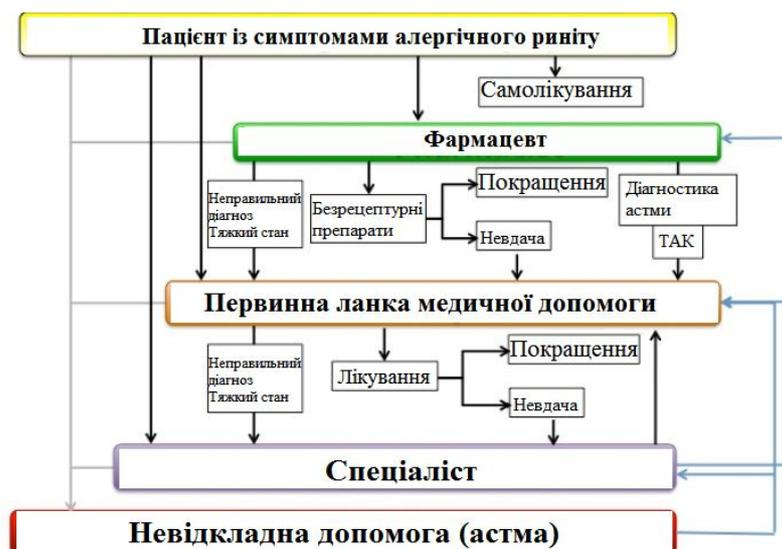 Пацієнт із симптомами алергічного риніту
Самолікування
Фармацевт
Неправильний
діагноз
Тяжкий стан
Безрецептурні
препарати
Покращення
Невдача
Діагностика
астми
ТАК
Первинна ланка медичної допомоги
Неправильний
діагноз
Тяжкий стан
Лікування
Покращення
Невдача
Спеціаліст
Невідкладна допомога (астма)